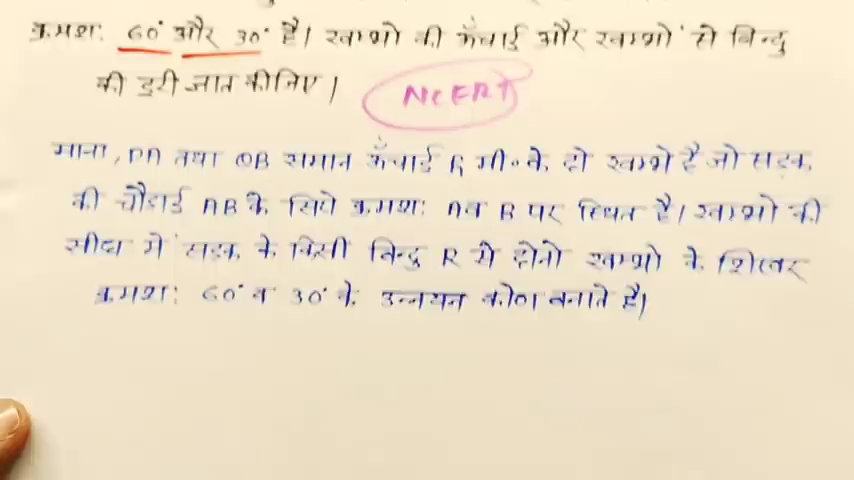 क्रमशः 60° और 30° है। खम्भो की ऊँचाई और खम्भो से बिन्दु
की दुरी ज्ञात कीजिए।
NCERT
माना, PA तथा QB समान ऊँचाई h मी० के दो खम्भे है जो सड़क
की चौडाई AB के सिरो क्रमशः A व B पर स्थित है। खम्भो की
सीध में सड़क के किसी बिन्दु R से दोनो खम्भो के शिखर
क्रमशः 60° व 30° के उन्नयन कोण बनाते है।